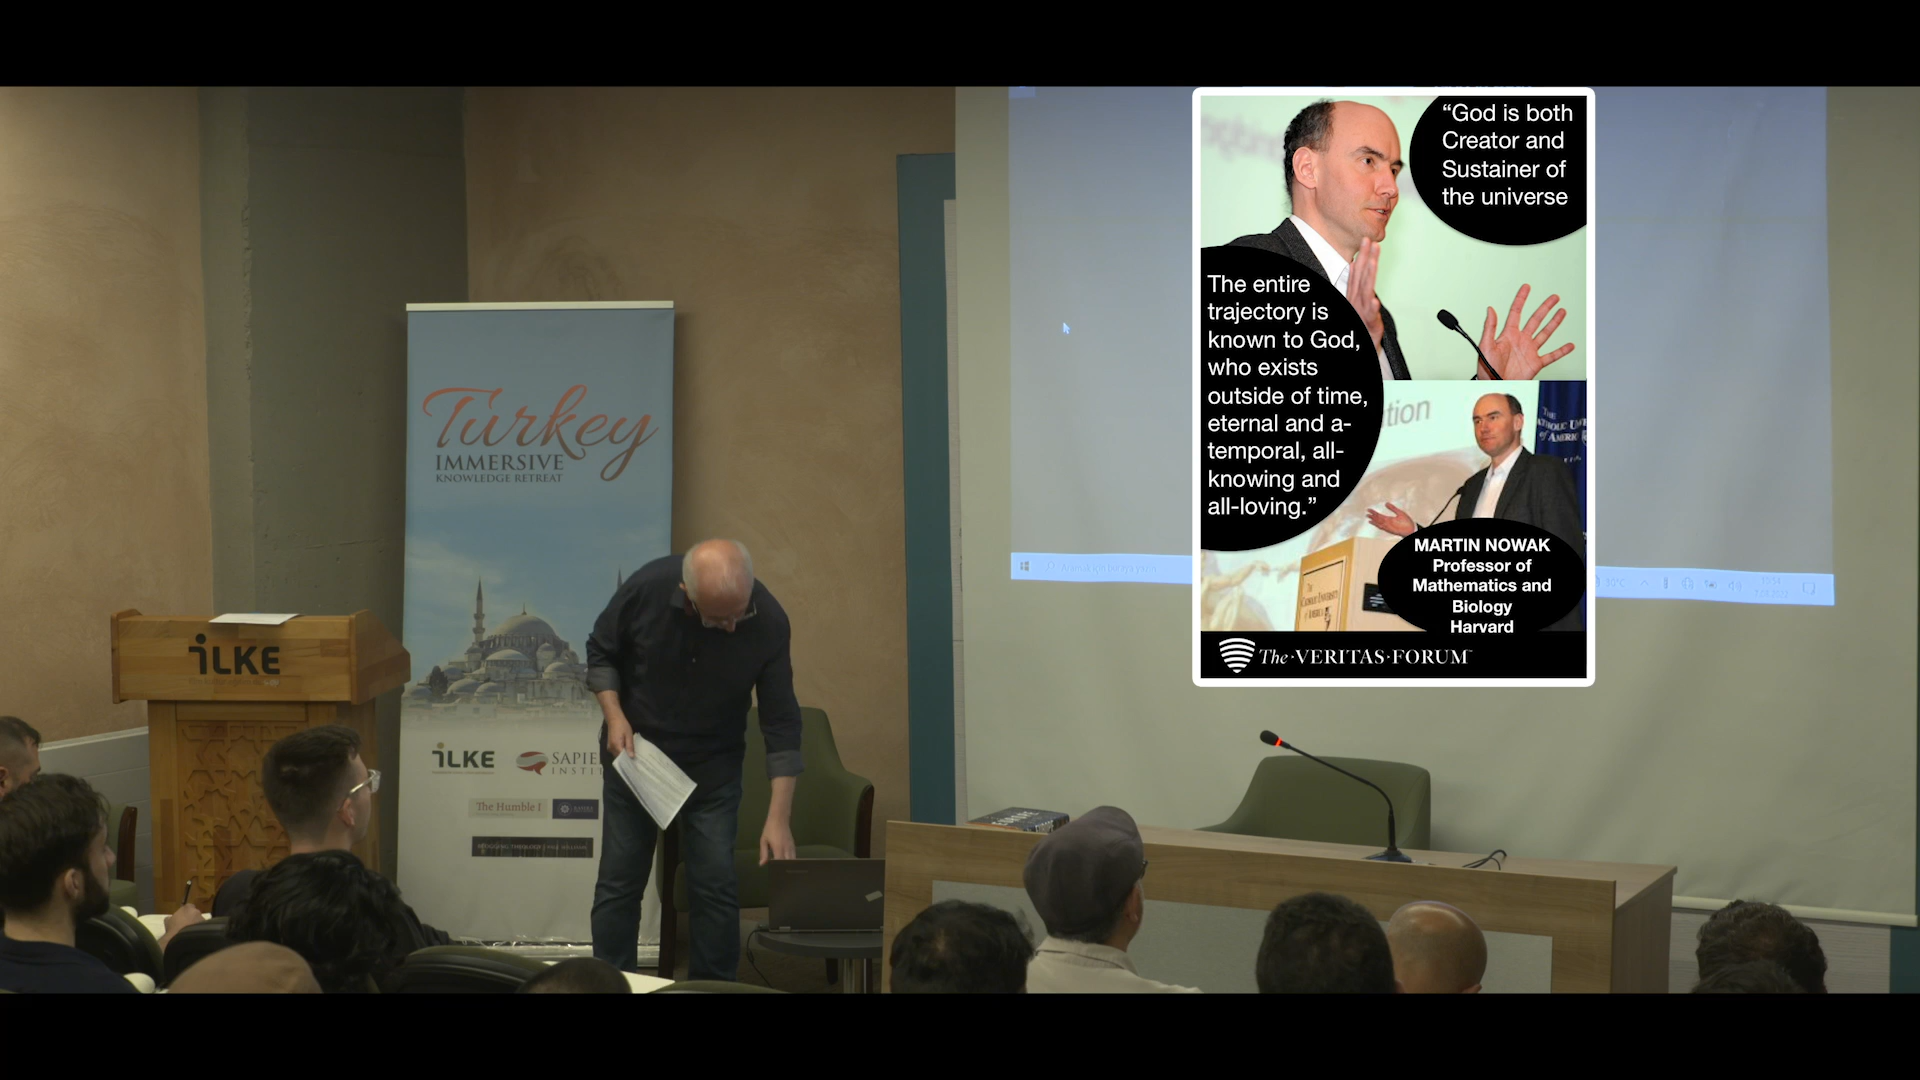 “God is both
Creator and
Sustainer of
the universe
The entire
trajectory is
known to God,
who exists
outside of time,
eternal and a-
temporal, all-
knowing and
all-loving.”
MARTIN NOWAK
Professor of
Mathematics and
Biology
Harvard
The·VERITAS·FORUM
Turkey
IMMERSIVE
KNOWLEDGE RETREAT
iLKE
iLKE
The Humble I